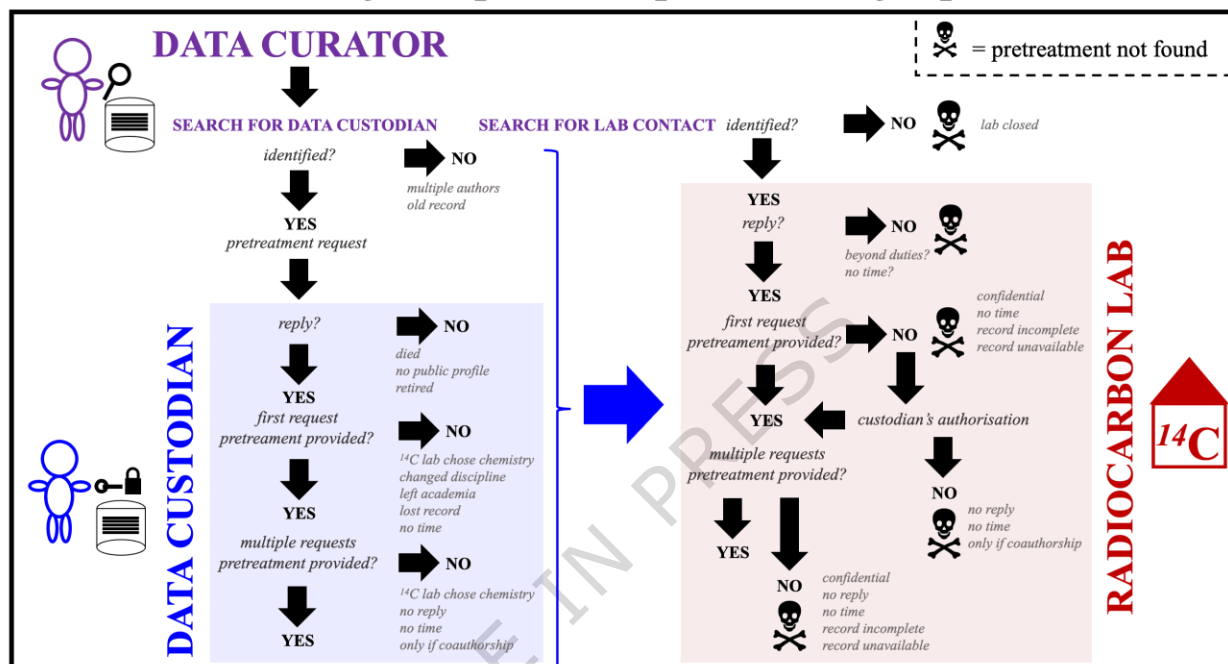 DATA CURATOR
= pretreatment not found
SEARCH FOR DATA CUSTODIAN
identified?
NO
multiple authors
old record
YES
pretreatment request
DATA CUSTODIAN
reply?
NO
died
no public profile
retired
YES
first request
pretreament provided?
NO
14C lab chose chemistry
changed discipline
left academia
lost record
no time
YES
multiple requests
pretreatment provided?
NO
14C lab chose chemistry
no reply
no time
only if coauthorship
YES
SEARCH FOR LAB CONTACT
identified?
NO
lab closed
YES
reply?
NO
beyond duties?
no time?
YES
first request
pretreament provided?
NO
confidential
no time
record incomplete
record unavailable
YES
custodian's authorisation
NO
no reply
no time
only if coauthorship
multiple requests
pretreatment provided?
YES
NO
confidential
no reply
no time
record incomplete
record unavailable
RADIOCARBON LAB
14C
E IN PRESS